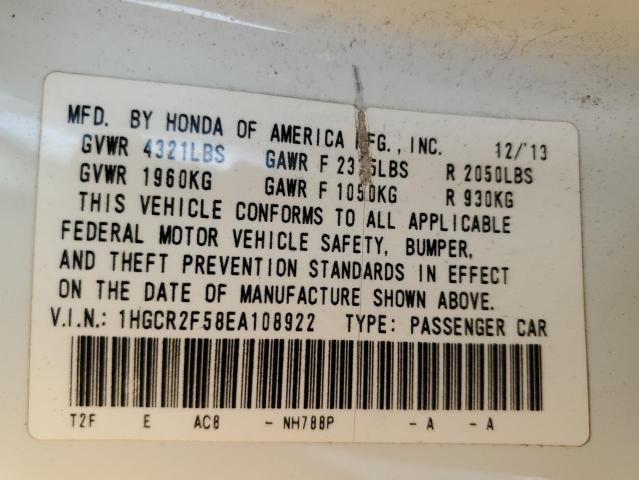 MFD. BY HONDA OF AMERICA MFG., INC. 12/'13
GVWR 4321LBS GAWR F LBS R 2050LBS
GVWR 1960KG GAWR F 1050KG R 930KG
THIS VEHICLE CONFORMS TO ALL APPLICABLE
FEDERAL MOTOR VEHICLE SAFETY, BUMPER,
AND THEFT PREVENTION STANDARDS IN EFFECT
ON THE DATE OF MANUFACTURE SHOWN ABOVE.
V.I.N.: 1HGCR2F58EA108922 TYPE: PASSENGER CAR
T2F E AC8 - NH788P - A - A